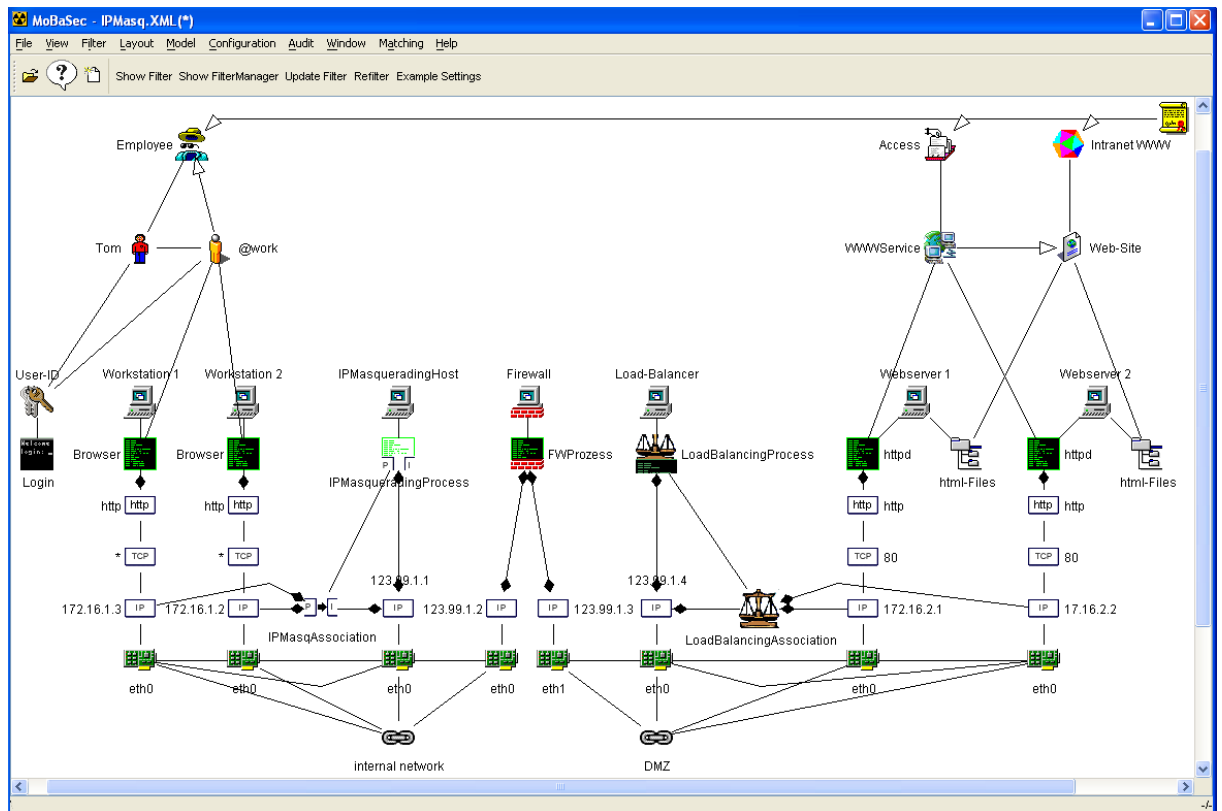 MoBaSec - IPMasq.XML(*)
File View Filter Layout Model Configuration Audit Window Matching Help
Show Filter Show FilterManager Update Filter Refilter Example Settings
Employee Access Intranet WWW
Tom @work WWWService Web-Site
User-ID Workstation 1 Workstation 2 IPMasqueradingHost Firewall Load-Balancer Webserver 1 Webserver 2
Welcome
login:
Browser Browser FWProzess LoadBalancingProcess httpd httpd
P I
Login IPMasqueradingProcess html-Files html-Files
http http http http http http http http
* TCP * TCP TCP 80 TCP 80
123.99.1.1 123.99.1.4
172.16.1.3 IP 172.16.1.2 IP P I IP 123.99.1.2 IP IP 123.99.1.3 IP IP 172.16.2.1 IP 17.16.2.2
IPMasqAssociation LoadBalancingAssociation
eth0 eth0 eth0 eth0 eth1 eth0 eth0 eth0
internal network DMZ
-/-